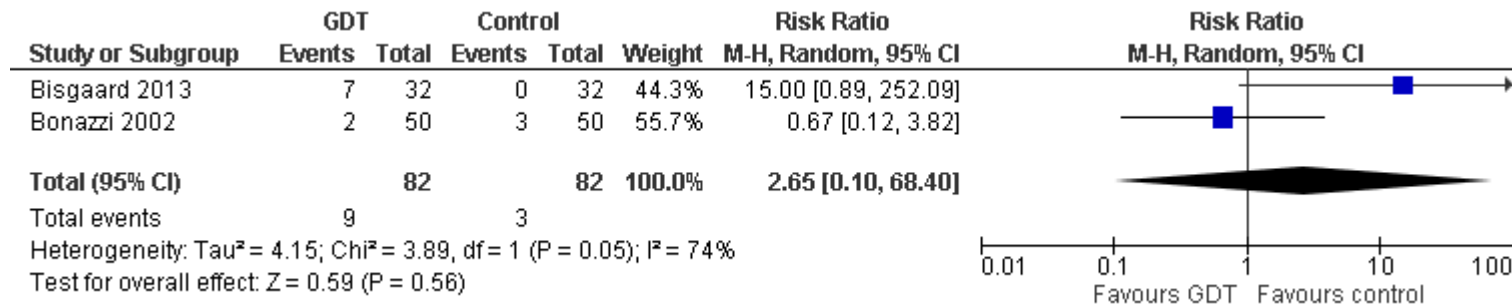 GDT Control Risk Ratio Risk Ratio
Study or Subgroup Events Total Events Total Weight M-H, Random, 95% CI M-H, Random, 95% CI
Bisgaard 2013 7 32 0 32 44.3% 15.00 [0.89, 252.09]
Bonazzi 2002 2 50 3 50 55.7% 0.67 [0.12, 3.82]
Total (95% CI) 82 82 100.0% 2.65 [0.10, 68.40]
Total events 9 3
Heterogeneity: Tau² = 4.15; Chi² = 3.89, df = 1 (P = 0.05); I² = 74%
Test for overall effect: Z = 0.59 (P = 0.56)
0.01 0.1 1 10 100
Favours GDT Favours control